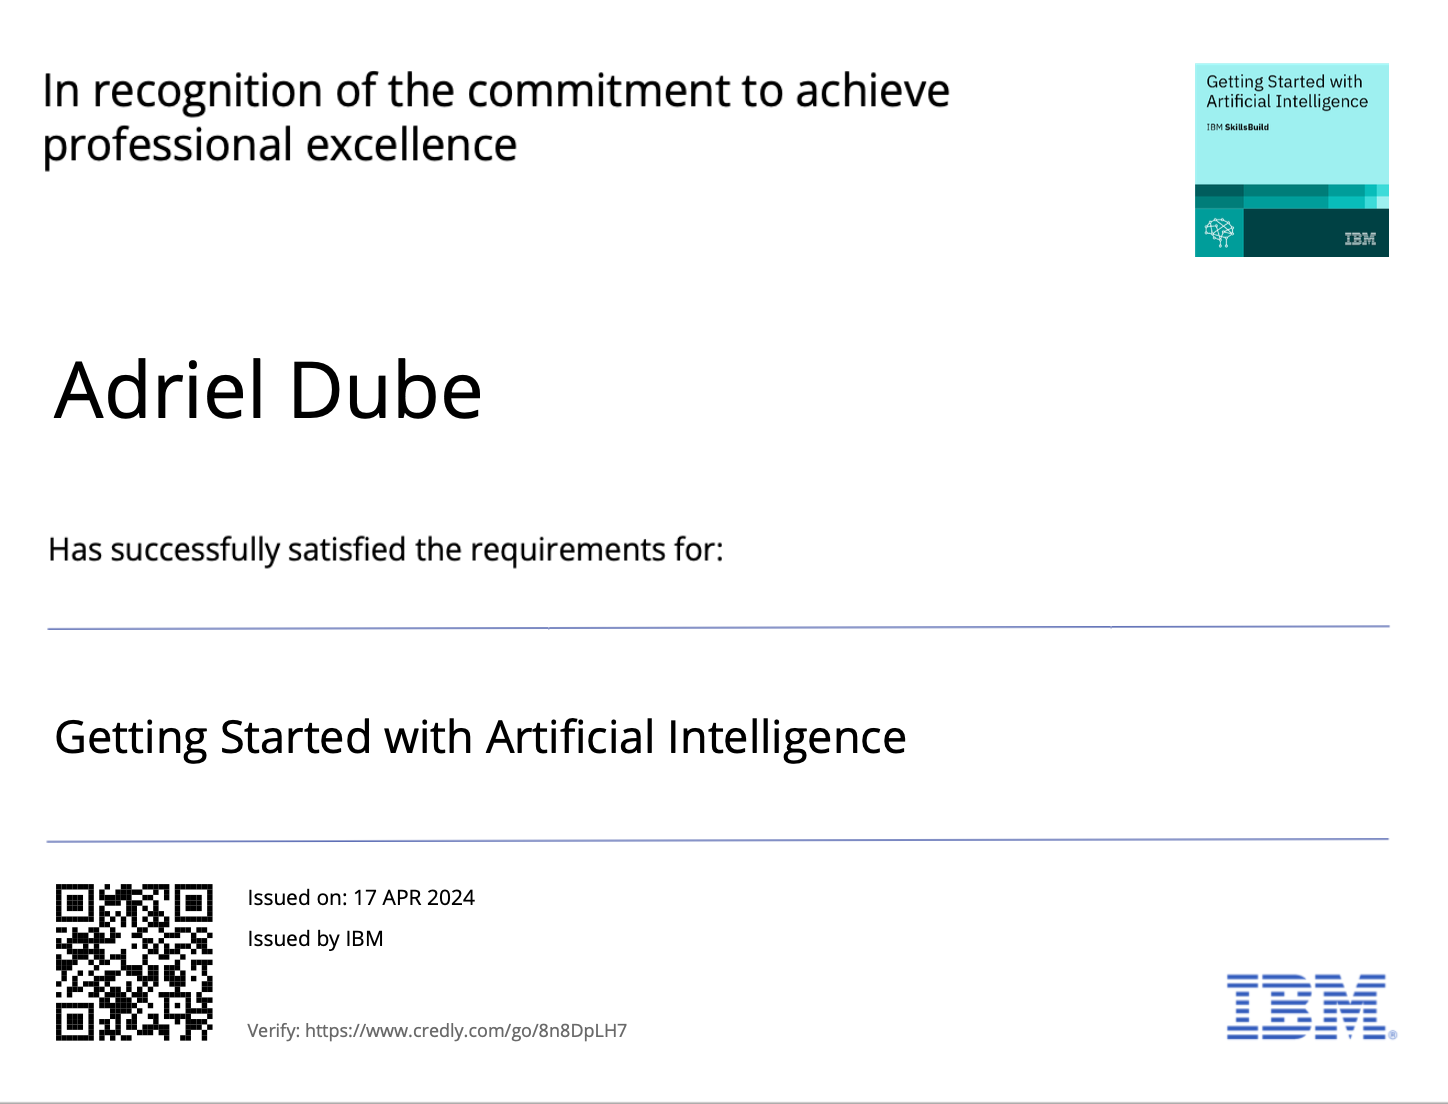 In recognition of the commitment to achieve
professional excellence
Getting Started with
Artificial Intelligence
IBM SkillsBuild
IBM
Adriel Dube
Has successfully satisfied the requirements for:
Getting Started with Artificial Intelligence
Issued on: 17 APR 2024
Issued by IBM
Verify: https://www.credly.com/go/8n8DpLH7
IBM®